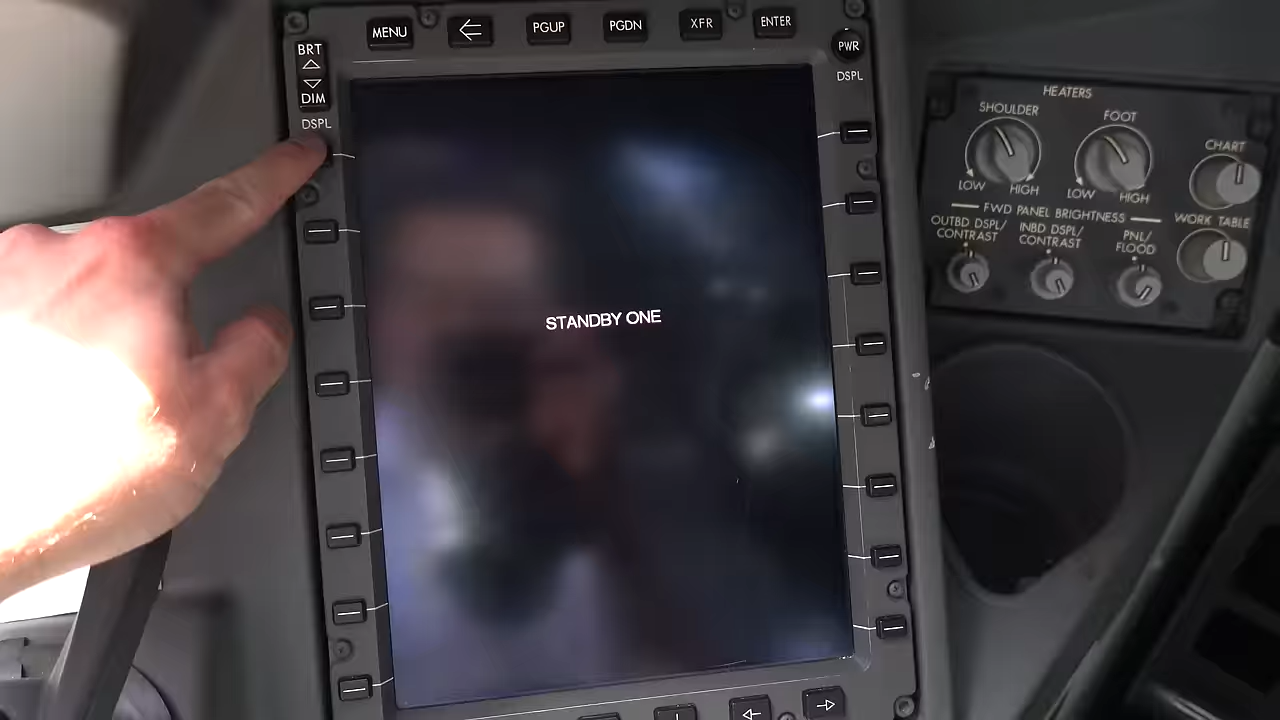 MENU
PGUP
PGDN
XFR
ENTER
BRT
DIM
DSPL
PWR
DSPL
STANDBY ONE
HEATERS
SHOULDER
FOOT
CHART
LOW
HIGH
LOW
HIGH
FWD PANEL BRIGHTNESS
WORK TABLE
OUTBD DSPL/
CONTRAST
INBD DSPL/
CONTRAST
PNL/
FLOOD